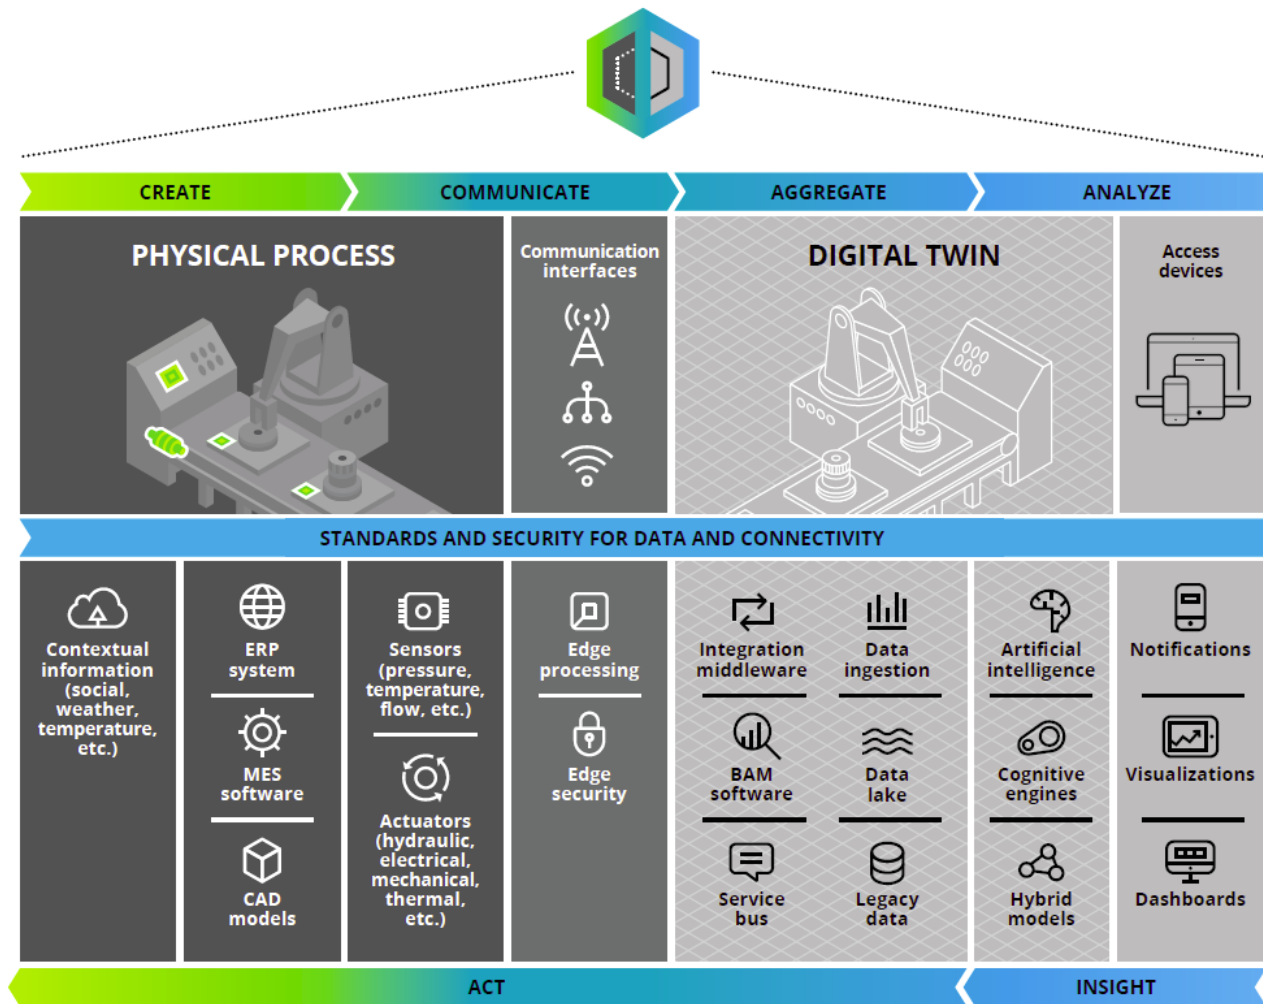 CREATE
COMMUNICATE
AGGREGATE
ANALYZE
PHYSICAL PROCESS
Communication
interfaces
DIGITAL TWIN
Access
devices
STANDARDS AND SECURITY FOR DATA AND CONNECTIVITY
Contextual
information
(social,
weather,
temperature,
etc.)
ERP
system
MES
software
CAD
models
Sensors
(pressure,
temperature,
flow, etc.)
Actuators
(hydraulic,
electrical,
mechanical,
thermal,
etc.)
Edge
processing
Edge
security
Integration
middleware
BAM
software
Service
bus
Data
ingestion
Data
lake
Legacy
data
Artificial
intelligence
Cognitive
engines
Hybrid
models
Notifications
Visualizations
Dashboards
ACT
INSIGHT